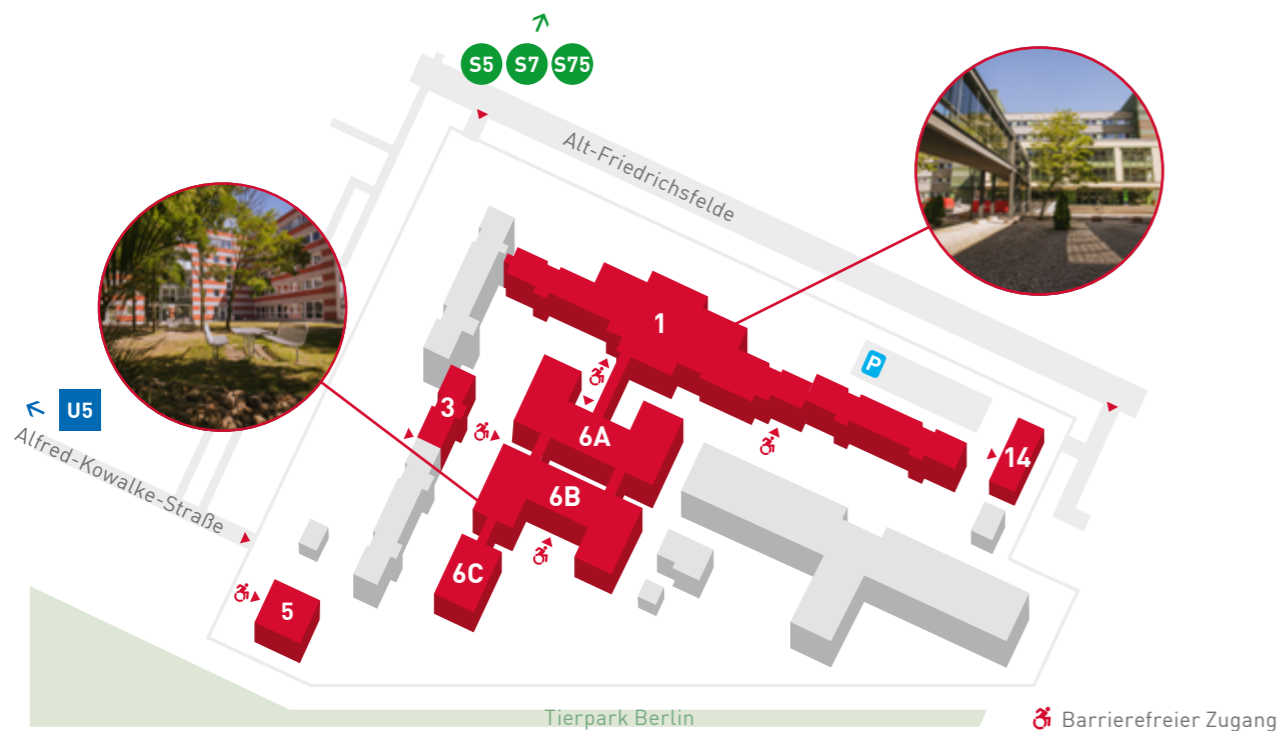 S5 S7 S75
Alt-Friedrichsfelde
1
P
3
U5
6A
14
Alfred-Kowalke-Straße
6B
6C
5
Tierpark Berlin
Barrierefreier Zugang